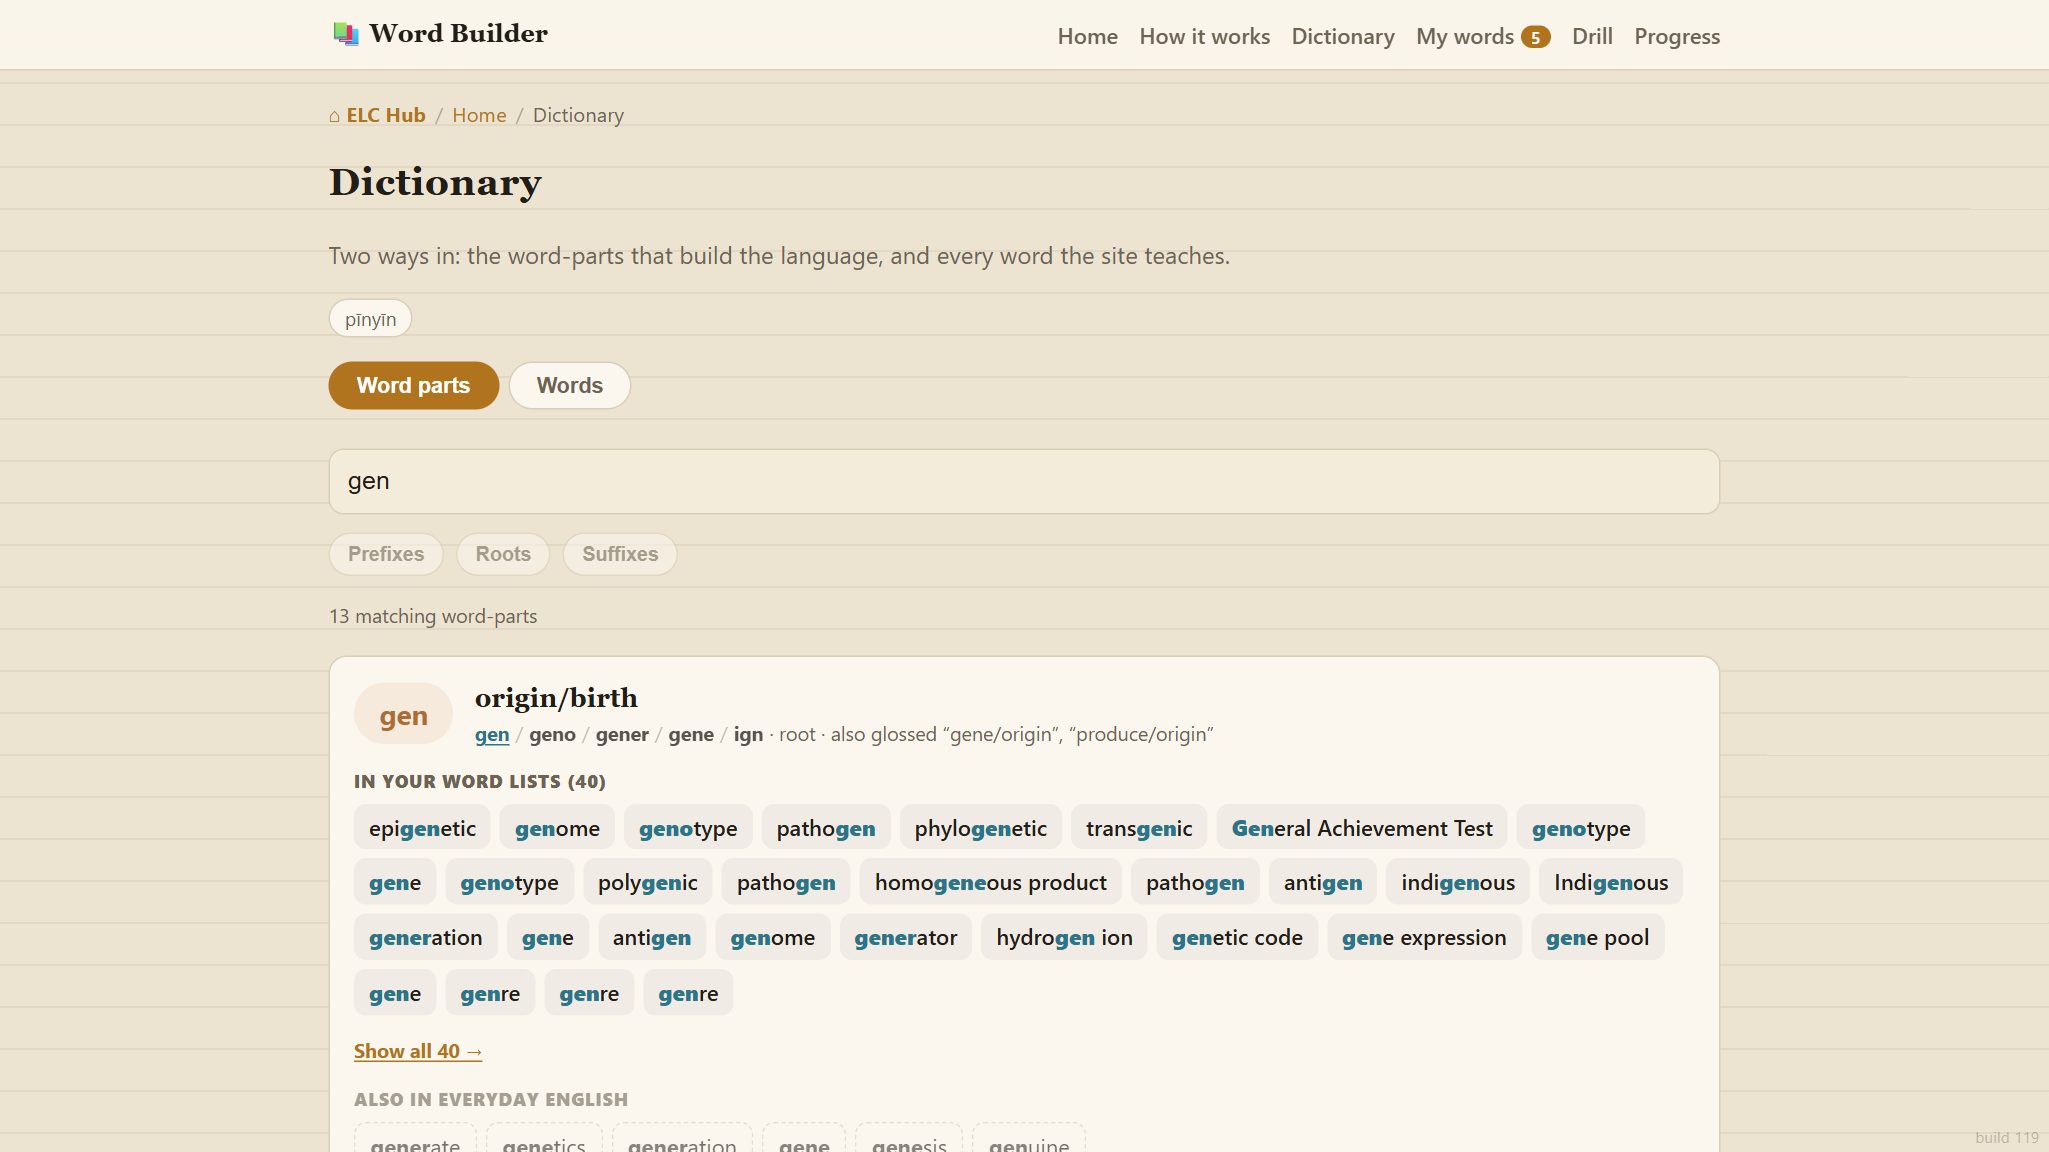 Word Builder
Home How it works Dictionary My words 5 Drill Progress
⌂ ELC Hub / Home / Dictionary
Dictionary
Two ways in: the word-parts that build the language, and every word the site teaches.
pīnyīn
Word parts Words
gen
Prefixes Roots Suffixes
13 matching word-parts
gen origin/birth
gen / geno / gener / gene / ign · root · also glossed “gene/origin”, “produce/origin”
IN YOUR WORD LISTS (40)
epigenetic genome genotype pathogen phylogenetic transgenic General Achievement Test genotype
gene genotype polygenic pathogen homogeneous product pathogen antigen indigenous Indigenous
generation gene antigen genome generator hydrogen ion genetic code gene expression gene pool
gene genre genre genre
Show all 40 →
ALSO IN EVERYDAY ENGLISH
generate genetics generation gene genesis genuine
build 119